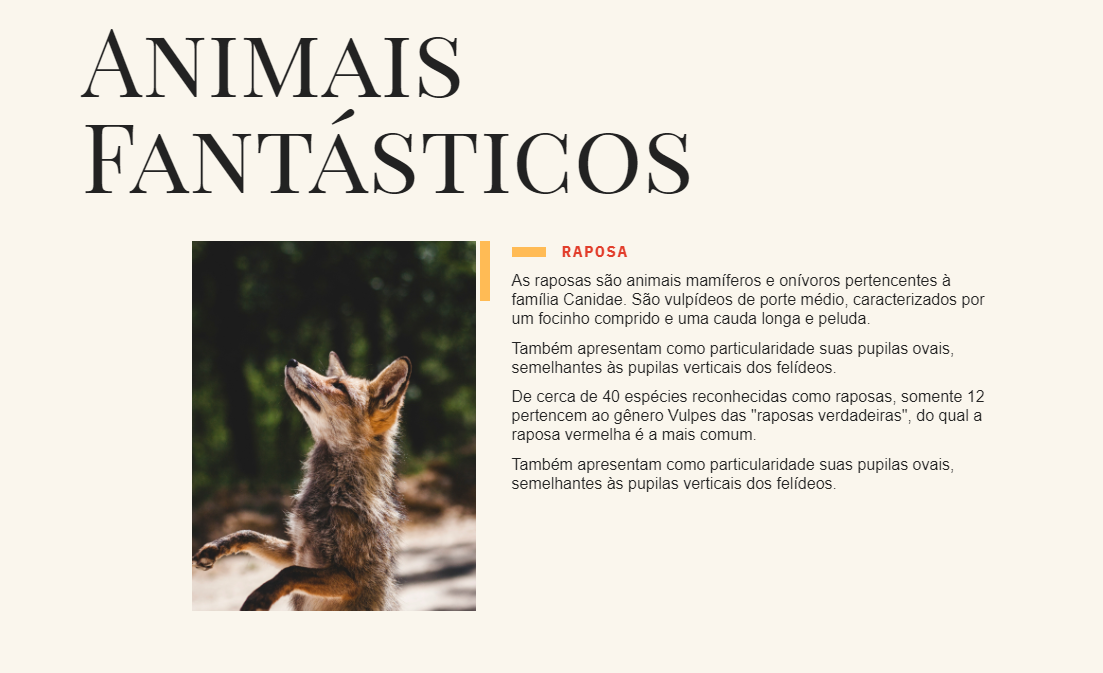 Animais
Fantásticos
RAPOSA
As raposas são animais mamíferos e onívoros pertencentes à
família Canidae. São vulpídeos de porte médio, caracterizados por
um focinho comprido e uma cauda longa e peluda.
Também apresentam como particularidade suas pupilas ovais,
semelhantes às pupilas verticais dos felídeos.
De cerca de 40 espécies reconhecidas como raposas, somente 12
pertencem ao gênero Vulpes das "raposas verdadeiras", do qual a
raposa vermelha é a mais comum.
Também apresentam como particularidade suas pupilas ovais,
semelhantes às pupilas verticais dos felídeos.